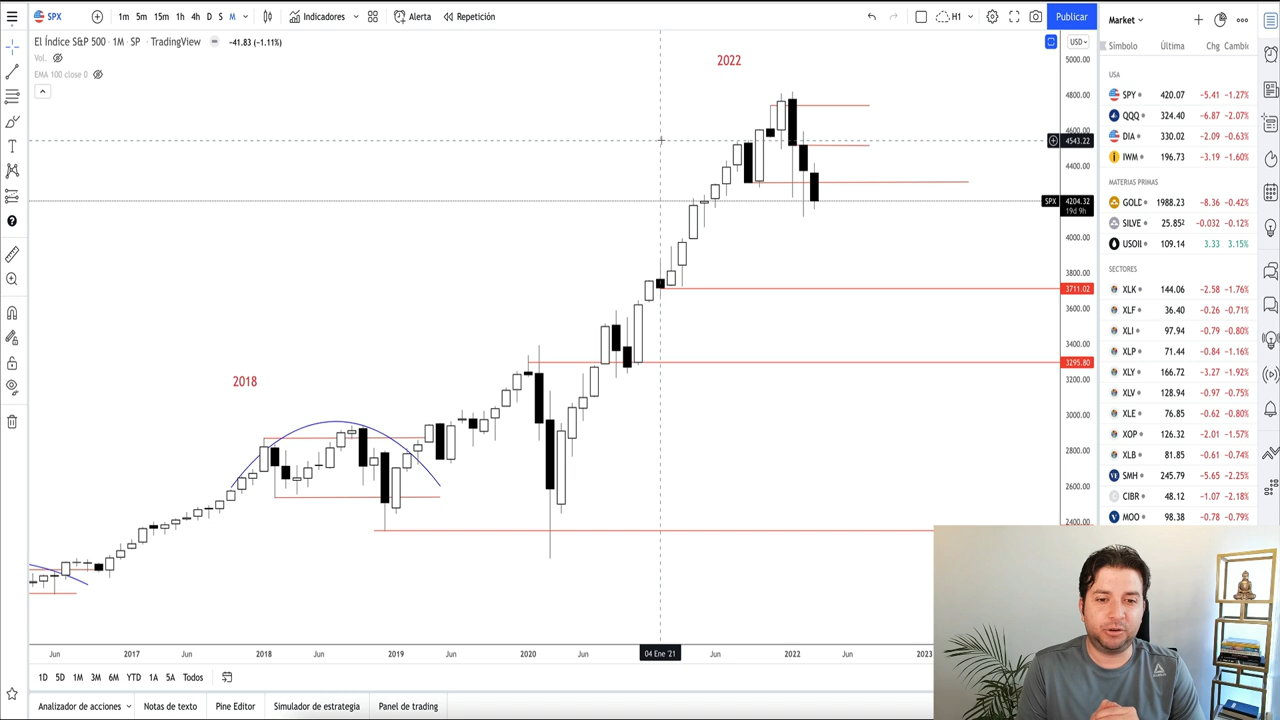 SPX
1m 5m 15m 1h 4h D S M
Indicadores
Alerta
Repetición
H1
Publicar
Market
El Índice S&P 500 · 1M · SP · TradingView
−41.83 (−1.11%)
Vol.
EMA 100 close 0
USD
Símbolo Última Chg Cambio
USA
SPY 420.07 −5.41 −1.27%
QQQ 324.40 −6.87 −2.07%
DIA 330.02 −2.09 −0.63%
IWM 196.73 −3.19 −1.60%
MATERIAS PRIMAS
GOLD 1988.23 −8.36 −0.42%
SILVE 25.852 −0.032 −0.12%
USOIL 109.14 3.33 3.15%
SECTORES
XLK 144.06 −2.58 −1.76%
XLF 36.40 −0.26 −0.71%
XLI 97.94 −0.79 −0.80%
XLP 71.44 −0.84 −1.16%
XLY 166.72 −3.27 −1.92%
XLV 128.94 −0.97 −0.75%
XLE 76.85 −0.62 −0.80%
XOP 126.32 −2.01 −1.57%
XLB 81.85 −0.61 −0.74%
SMH 245.79 −5.65 −2.25%
CIBR 48.12 −1.07 −2.18%
MOO 98.38 −0.78 −0.79%
2022
2018
5000.00
4800.00
4600.00
4543.22
4400.00
SPX 4204.32
19d 9h
4000.00
3800.00
3711.02
3600.00
3400.00
3295.80
3200.00
3000.00
2800.00
2600.00
2400.00
Jun 2017 Jun 2018 Jun 2019 Jun 2020 Jun 04 Ene '21 Jun 2022 Jun 2023
1D 5D 1M 3M 6M YTD 1A 5A Todos
Analizador de acciones
Notas de texto
Pine Editor
Simulador de estrategia
Panel de trading